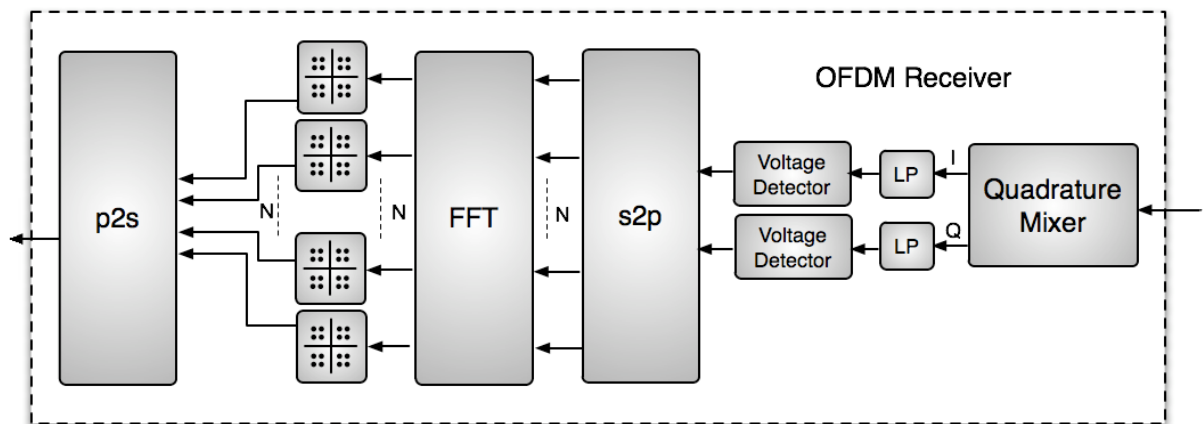 OFDM Receiver
p2s
N
N
FFT
N
s2p
Voltage
Detector
LP
I
Voltage
Detector
LP
Q
Quadrature
Mixer